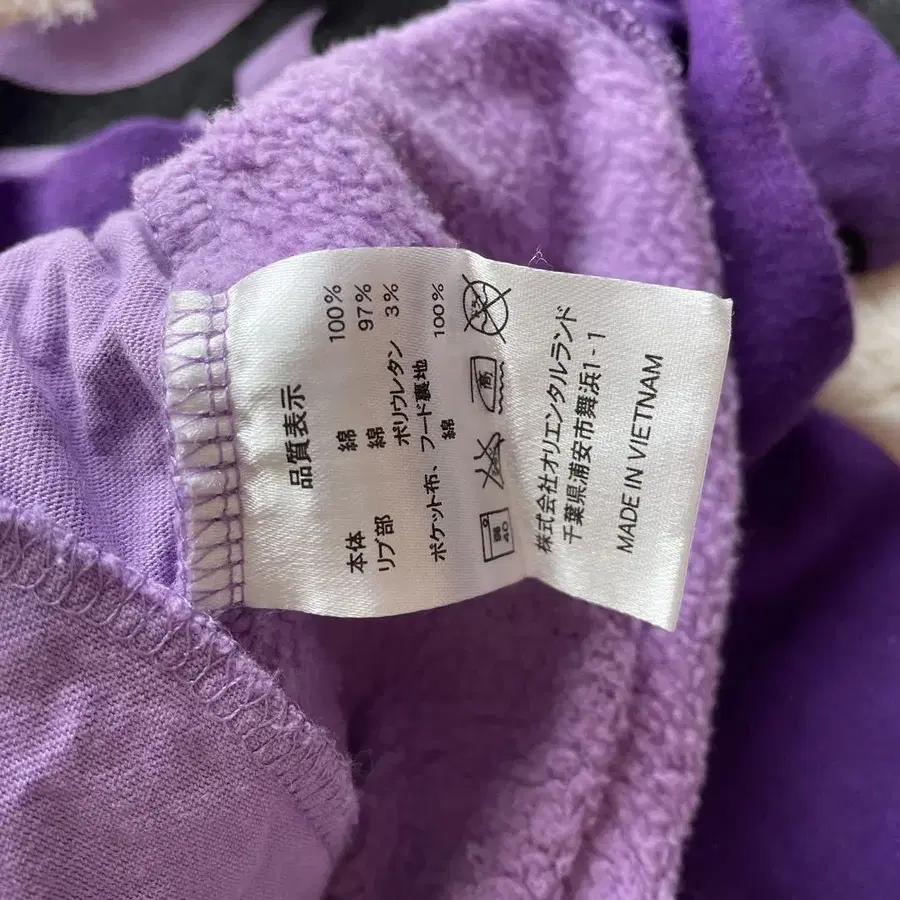 品質表示
本体 綿 100%
リブ部 綿 97%
ポリウレタン 3%
ポケット布、フード裏地
綿 100%
弱
40
高
株式会社オリエンタルランド
千葉県浦安市舞浜1-1
MADE IN VIETNAM